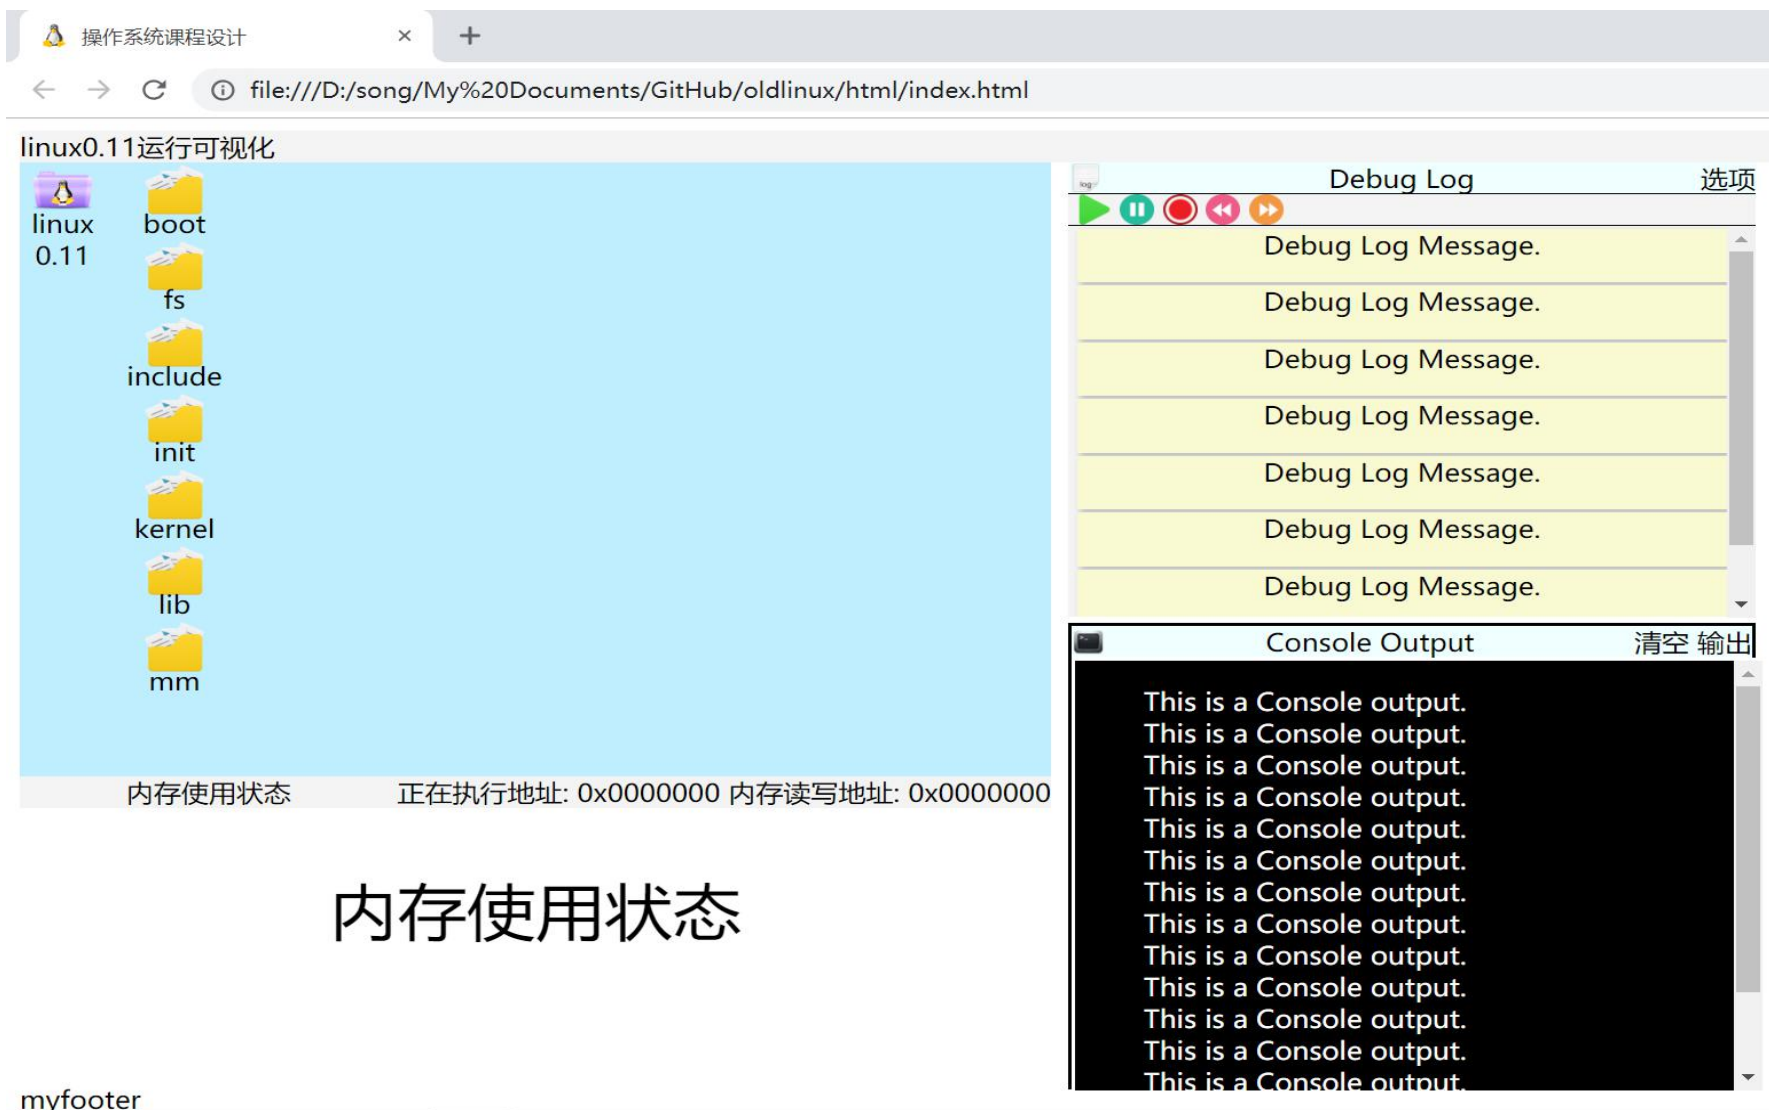 操作系统课程设计
file:///D:/song/My%20Documents/GitHub/oldlinux/html/index.html
linux0.11运行可视化
linux
0.11
boot
fs
include
init
kernel
lib
mm
内存使用状态 正在执行地址: 0x0000000 内存读写地址: 0x0000000
内存使用状态
log
Debug Log 选项
Debug Log Message.
Debug Log Message.
Debug Log Message.
Debug Log Message.
Debug Log Message.
Debug Log Message.
Debug Log Message.
Console Output 清空 输出
This is a Console output.
This is a Console output.
This is a Console output.
This is a Console output.
This is a Console output.
This is a Console output.
This is a Console output.
This is a Console output.
This is a Console output.
This is a Console output.
This is a Console output.
This is a Console output.
This is a Console output.
myfooter